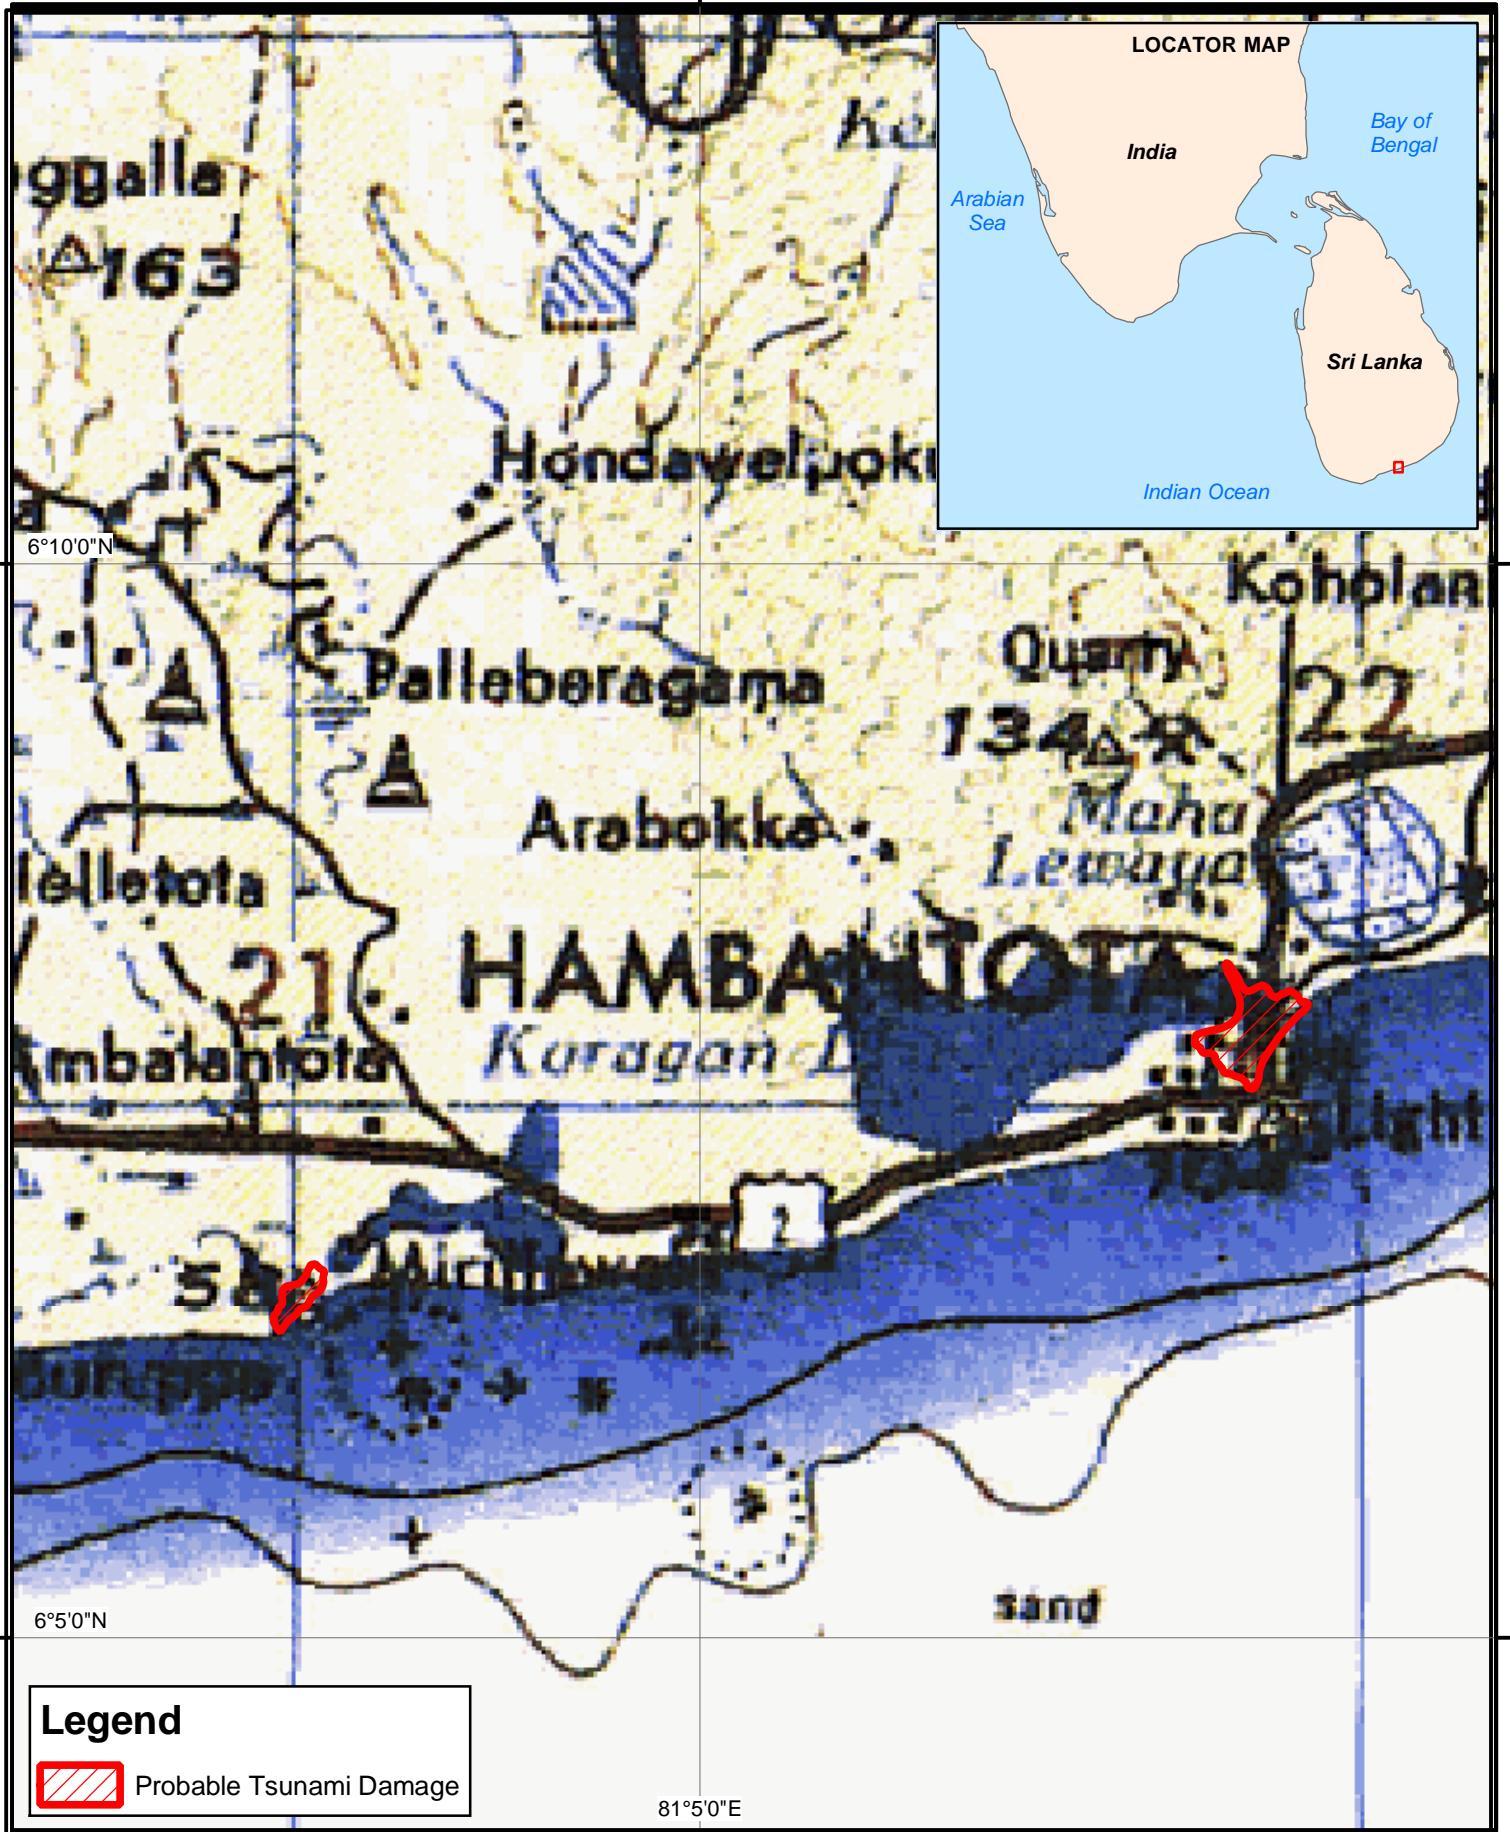 LOCATOR MAP
Bay of
Bengal
India
Arabian
Sea
Sri Lanka
Indian Ocean
ggalla
163
6°10'0"N
Koholan
Quarry
Palleberagama
22
134
Maha
Lewaya
Arabokka
HAMBANTOTA
21
Koragan L
mbalantota
Light
2
sand
6°5'0"N
Legend
Probable Tsunami Damage
81°5'0"E